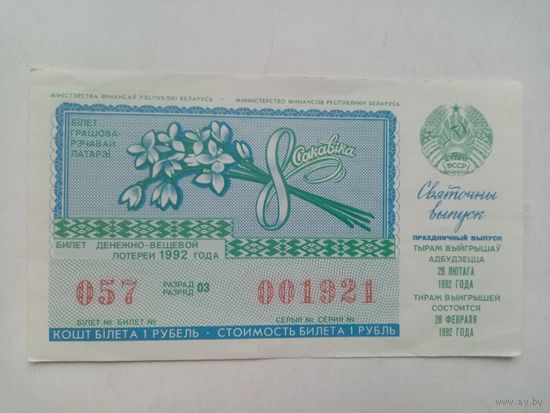 МІНІСТЭРСТВА ФІНАНСАЎ РЭСПУБЛІКІ БЕЛАРУСЬ • МИНИСТЕРСТВО ФИНАНСОВ РЕСПУБЛИКИ БЕЛАРУСЬ
БІЛЕТ
ГРАШОВА-
РЭЧАВАЙ
ЛАТАРЭІ
8 Сакавіка
БССР
Святочны
выпуск
ПРАЗДНИЧНЫЙ ВЫПУСК
ТЫРАЖ ВЫЙГРЫШАЎ
АДБУДЗЕЦЦА
28 ЛЮТАГА
1992 ГОДА
ТИРАЖ ВЫИГРЫШЕЙ
СОСТОИТСЯ
28 ФЕВРАЛЯ
1992 ГОДА
БИЛЕТ ДЕНЕЖНО-ВЕЩЕВОЙ
ЛОТЕРЕИ 1992 ГОДА
057 РАЗРАД РАЗРЯД 03 001921
БІЛЕТ № БИЛЕТ № СЕРЫЯ № СЕРИЯ №
КОШТ БІЛЕТА 1 РУБЕЛЬ • СТОИМОСТЬ БИЛЕТА 1 РУБЛЬ
www.ay.by